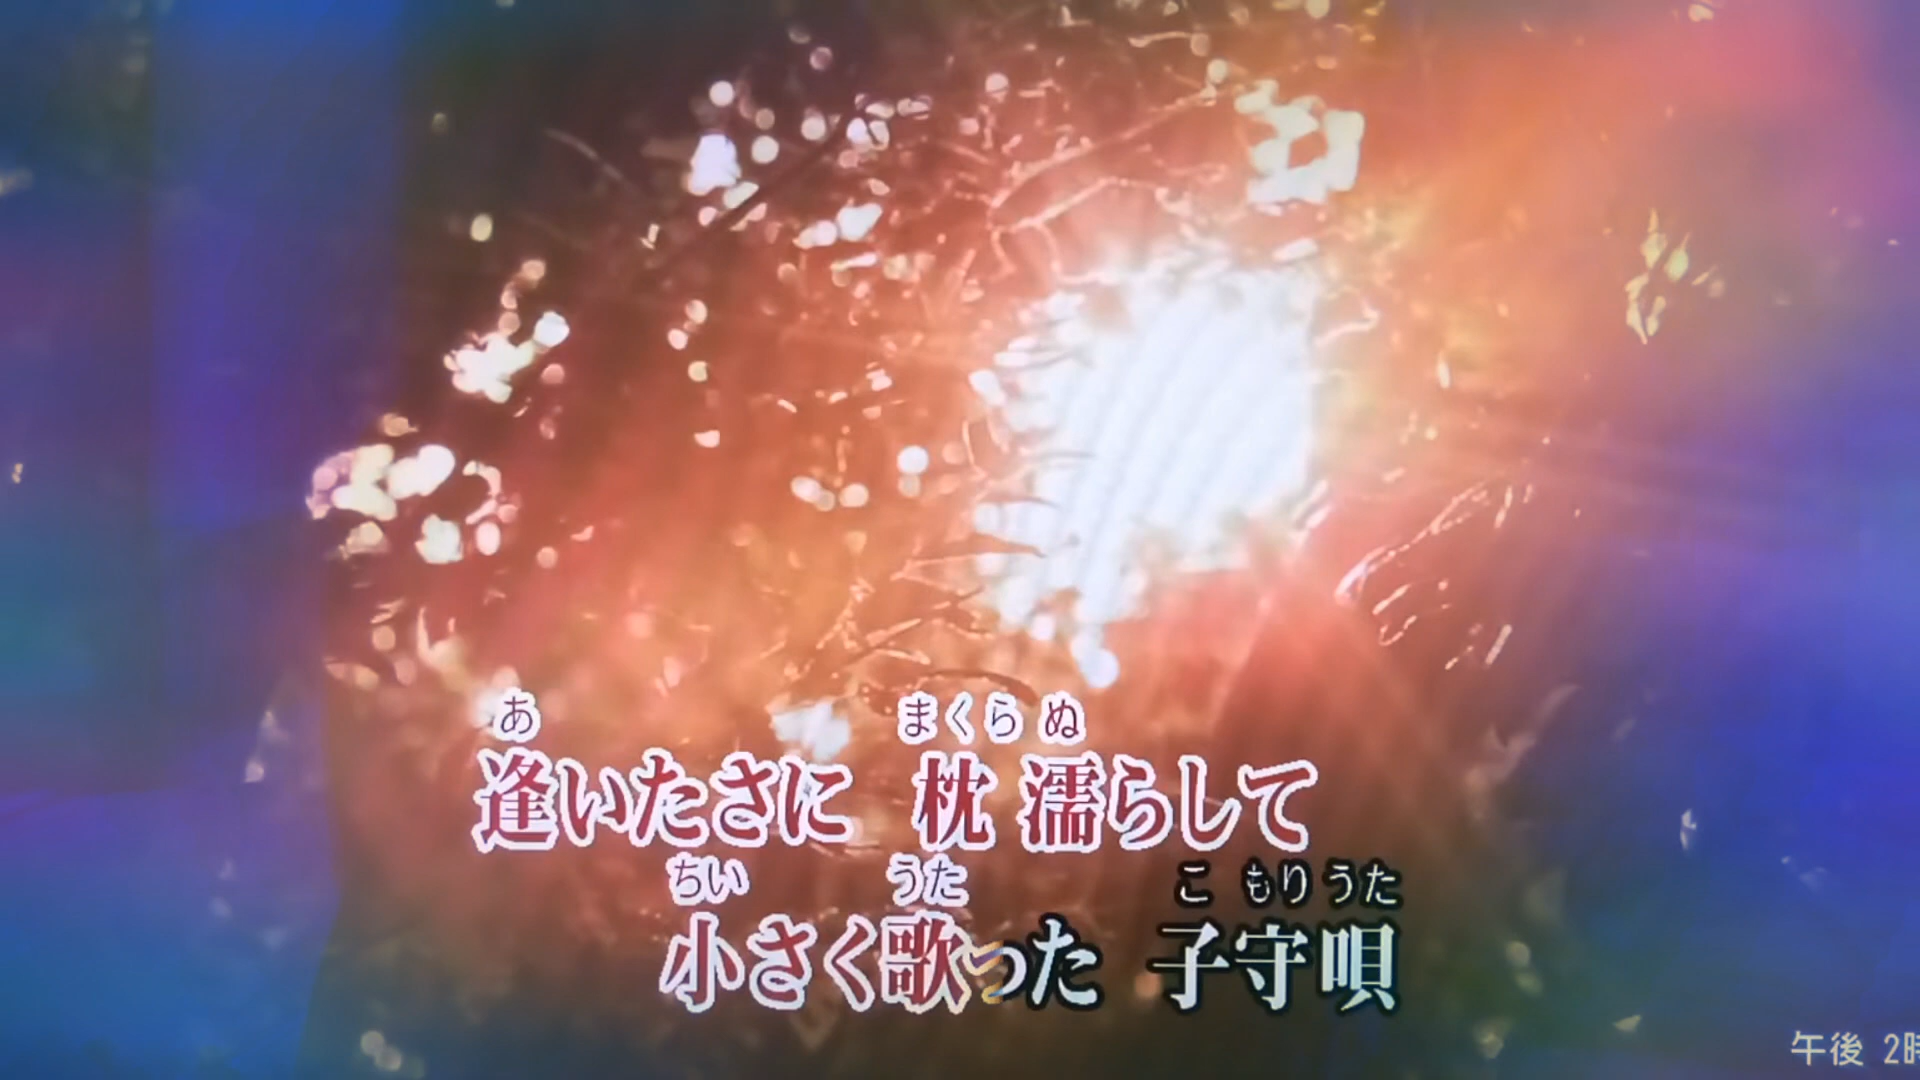 あ まくら ぬ
逢いたさに 枕 濡らして
ちい うた こ もり うた
小さく歌った 子守唄
午後 2時